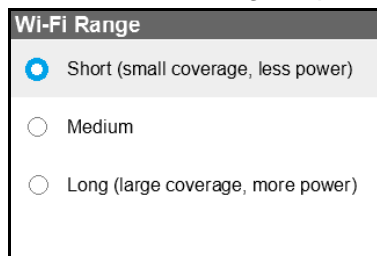 Wi-Fi Range
Short (small coverage, less power)
Medium
Long (large coverage, more power)